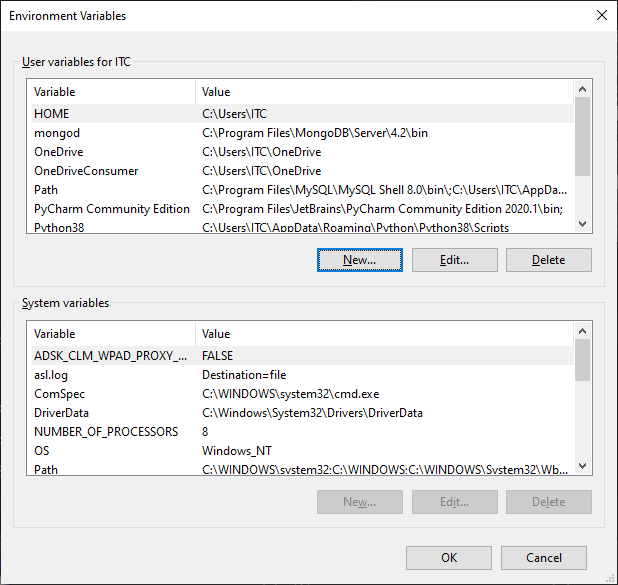 Environment Variables
User variables for ITC
Variable Value
HOME C:\Users\ITC
mongod C:\Program Files\MongoDB\Server\4.2\bin
OneDrive C:\Users\ITC\OneDrive
OneDriveConsumer C:\Users\ITC\OneDrive
Path C:\Program Files\MySQL\MySQL Shell 8.0\bin\;C:\Users\ITC\AppDa...
PyCharm Community Edition C:\Program Files\JetBrains\PyCharm Community Edition 2020.1\bin;
Python38 C:\Users\ITC\AppData\Roaming\Python\Python38\Scripts
New... Edit... Delete
System variables
Variable Value
ADSK_CLM_WPAD_PROXY_... FALSE
asl.log Destination=file
ComSpec C:\WINDOWS\system32\cmd.exe
DriverData C:\Windows\System32\Drivers\DriverData
NUMBER_OF_PROCESSORS 8
OS Windows_NT
Path C:\WINDOWS\system32;C:\WINDOWS;C:\WINDOWS\System32\Wb...
New... Edit... Delete
OK Cancel